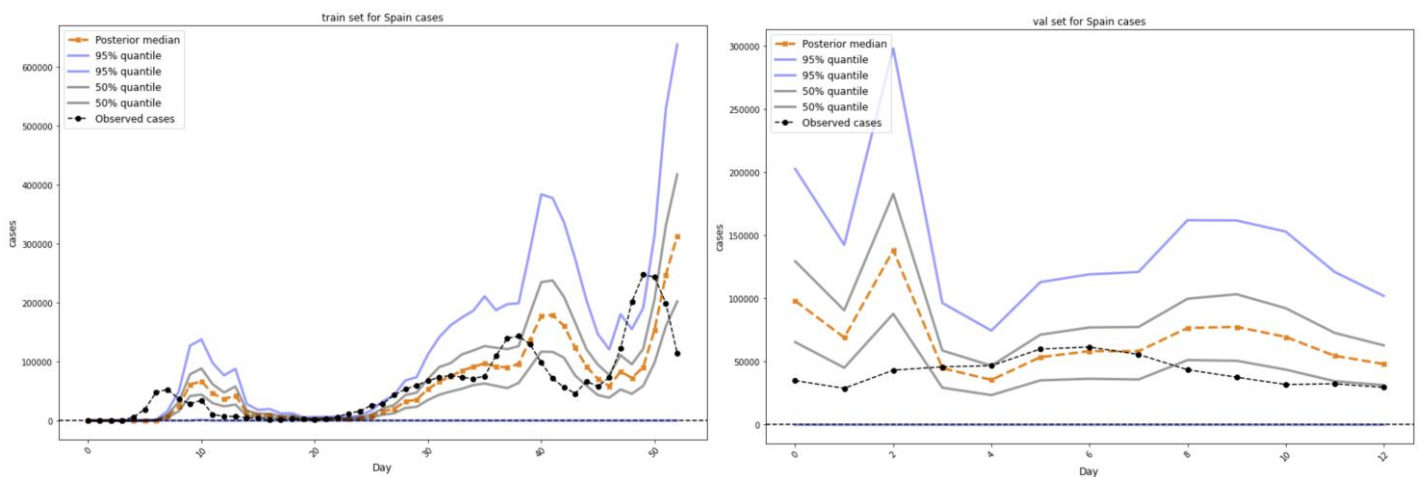 train set for Spain cases
Posterior median
95% quantile
95% quantile
50% quantile
50% quantile
Observed cases
600000
500000
400000
300000
200000
100000
0
cases
0
10
20
30
40
50
Day
val set for Spain cases
Posterior median
95% quantile
95% quantile
50% quantile
50% quantile
Observed cases
300000
250000
200000
150000
100000
50000
0
cases
0
2
4
6
8
10
12
Day